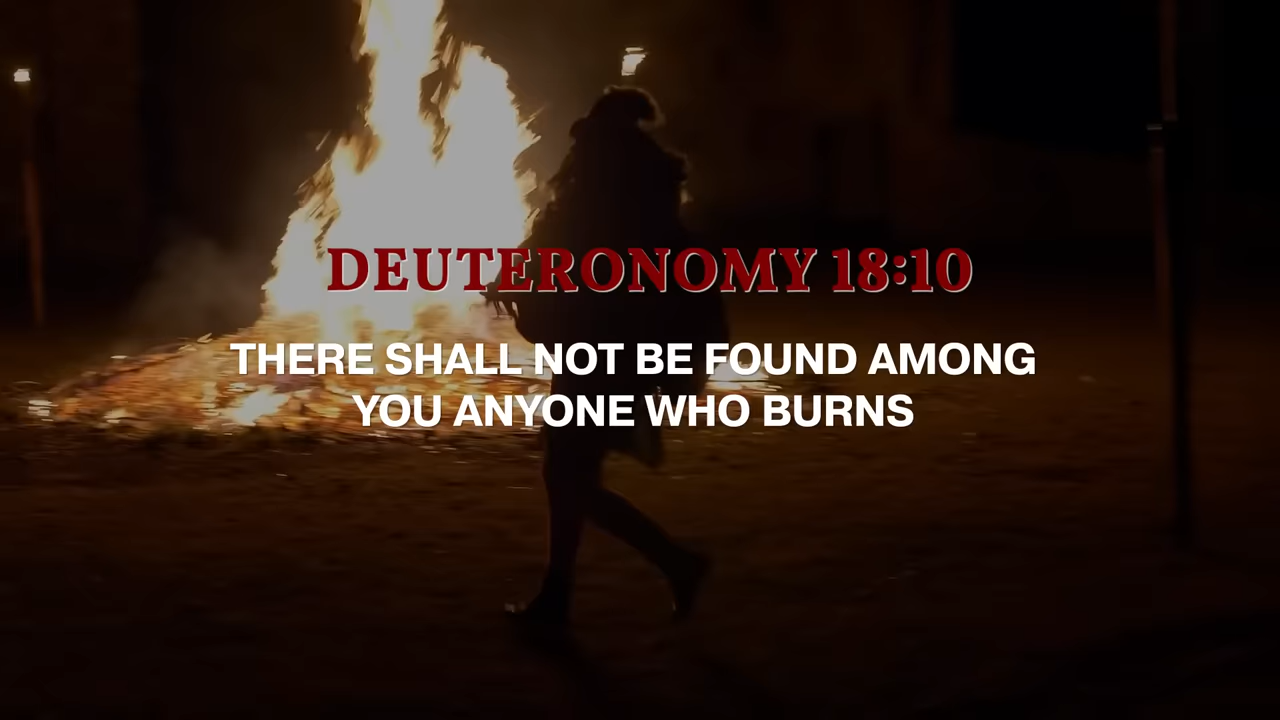 DEUTERONOMY 18:10
THERE SHALL NOT BE FOUND AMONG
YOU ANYONE WHO BURNS